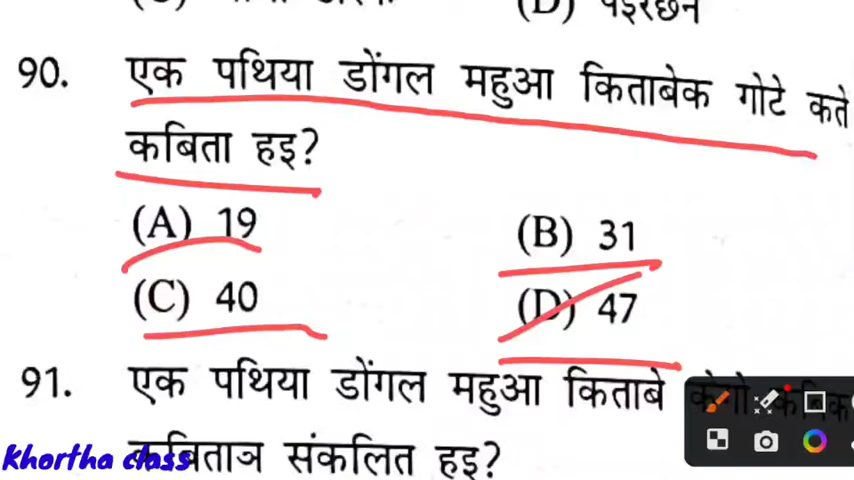 (D) पइरछन
90. एक पथिया डोंगल महुआ किताबेक गोटे कते
कबिता हइ?
(A) 19 (B) 31
(C) 40 (D) 47
91. एक पथिया डोंगल महुआ किताबे
संकलित हइ?
Khortha class